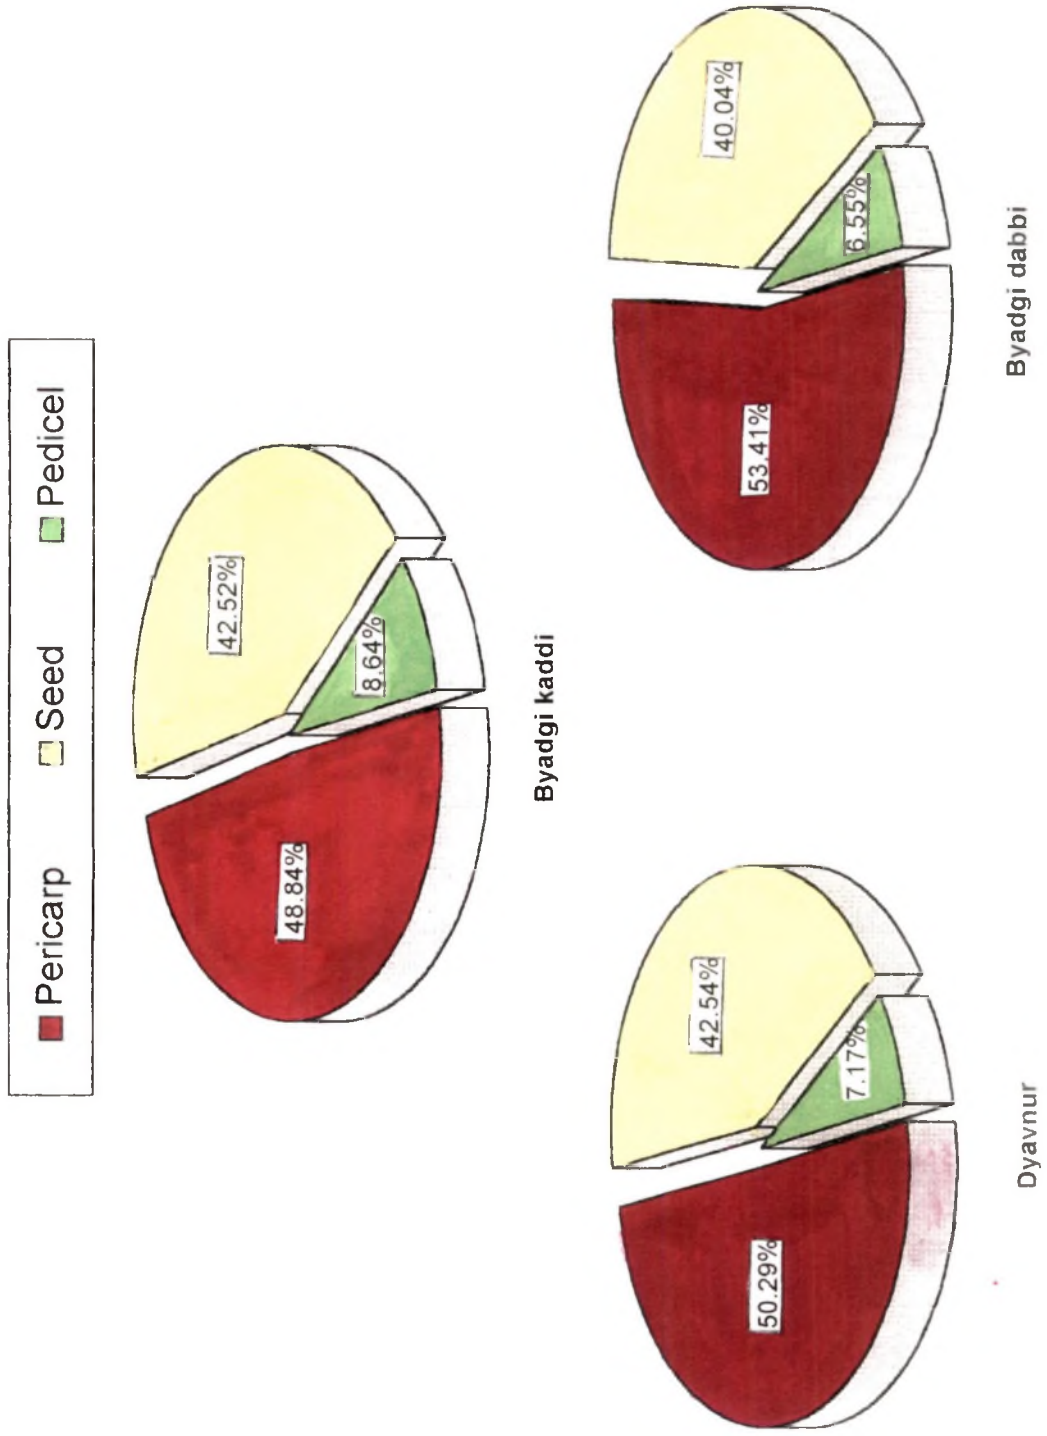 Pericarp
Seed
Pedicel
48.84%
42.52%
8.64%
Byadgi kaddi
50.29%
42.54%
7.17%
Dyavnur
53.41%
40.04%
6.55%
Byadgi dabbi